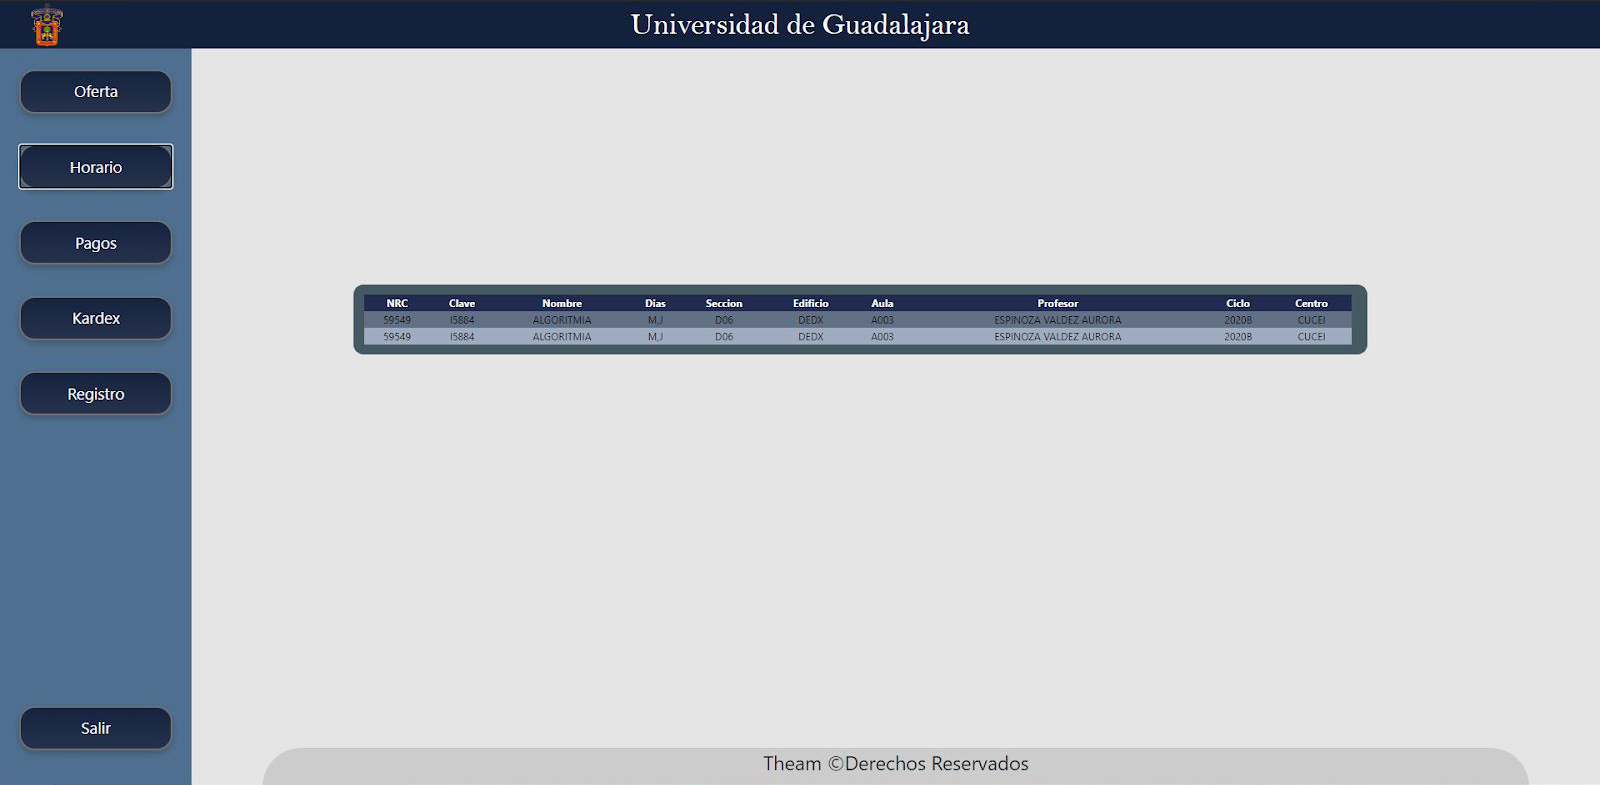 Universidad de Guadalajara
Oferta
Horario
Pagos
Kardex
Registro
Salir
NRC Clave Nombre Dias Seccion Edificio Aula Profesor Ciclo Centro
59549 I5884 ALGORITMIA M,J D06 DEDX A003 ESPINOZA VALDEZ AURORA 2020B CUCEI
59549 I5884 ALGORITMIA M,J D06 DEDX A003 ESPINOZA VALDEZ AURORA 2020B CUCEI
Theam ©Derechos Reservados